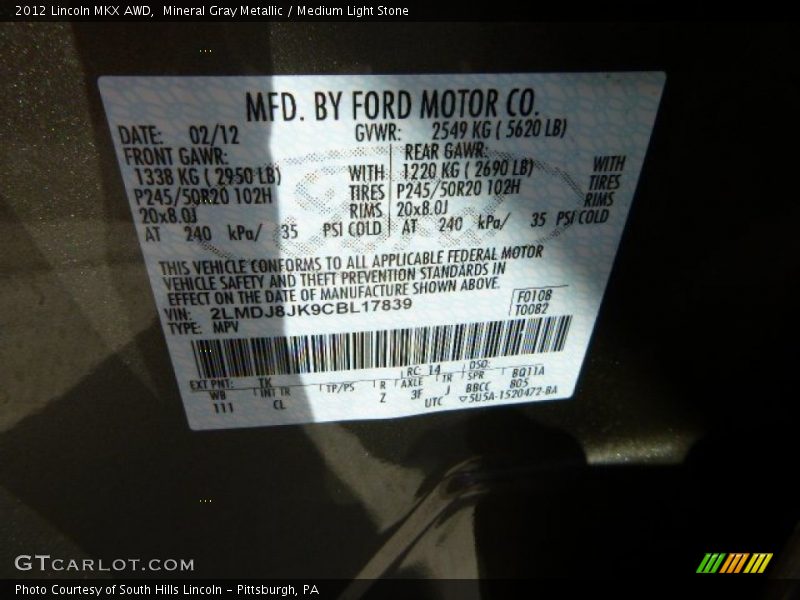 2012 Lincoln MKX AWD,  Mineral Gray Metallic / Medium Light Stone
MFD. BY FORD MOTOR CO.
DATE: 02/12 GVWR: 2549 KG ( 5620 LB)
FRONT GAWR: REAR GAWR:
1338 KG ( 2950 LB) WITH 1220 KG ( 2690 LB) WITH
P245/50R20 102H TIRES P245/50R20 102H TIRES
20x8.0J RIMS 20x8.0J RIMS
AT 240 kPa/ 35 PSI COLD AT 240 kPa/ 35 PSI COLD
THIS VEHICLE CONFORMS TO ALL APPLICABLE FEDERAL MOTOR
VEHICLE SAFETY AND THEFT PREVENTION STANDARDS IN
EFFECT ON THE DATE OF MANUFACTURE SHOWN ABOVE.
VIN: 2LMDJ8JK9CBL17839 F0108
TYPE: MPV T0082
EXT PNT: TK RC: 14 DSO:
WB INT TR TP/PS R AXLE TR SPR BQ11A
111 CL Z 3F J BBCC 805
UTC 5U5A-1520472-BA
GTCARLOT.COM
Photo Courtesy of South Hills Lincoln - Pittsburgh, PA